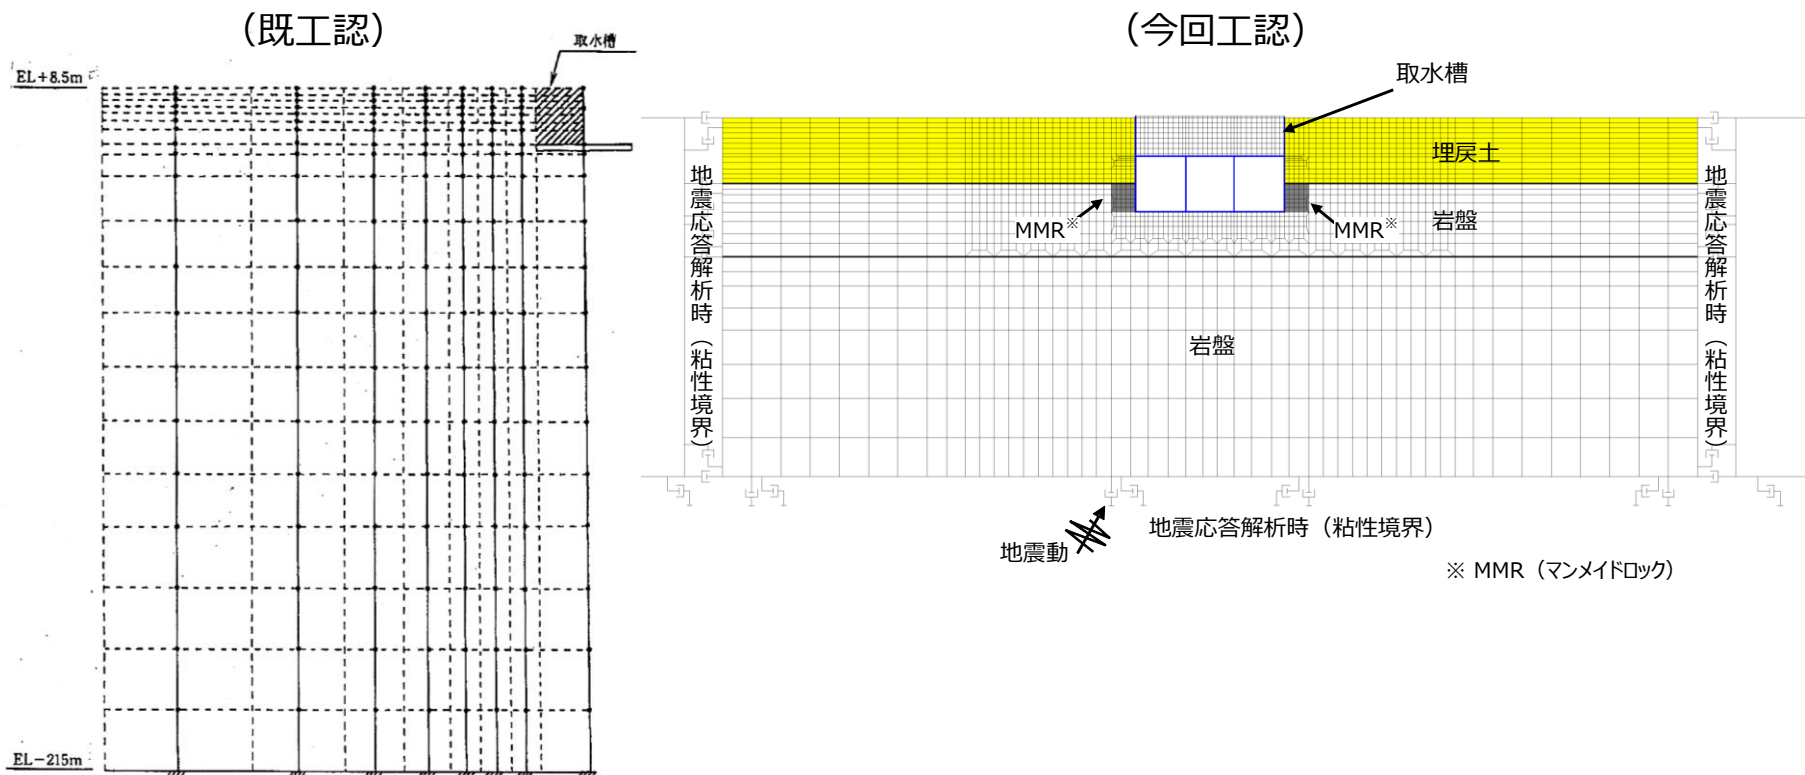 （既工認）
取水槽
EL+8.5m
EL-215m
（今回工認）
取水槽
埋戻土
岩盤
MMR※
MMR※
岩盤
地震応答解析時（粘性境界）
地震応答解析時（粘性境界）
地震動
地震応答解析時（粘性境界）
※ MMR（マンメイドロック）